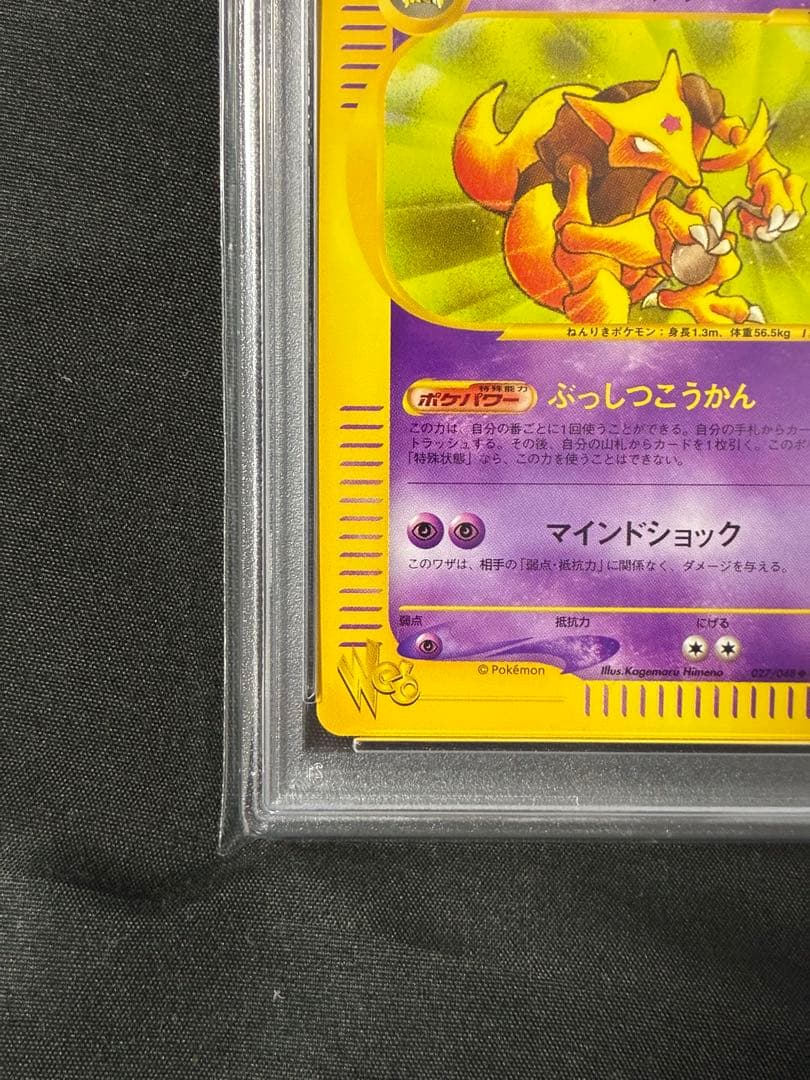 ねんりきポケモン：身長1.3m、体重56.5kg
特殊能力
ポケパワー ぶっしつこうかん
この力は、自分の番ごとに1回使うことができる。自分の手札からカー
トラッシュする。その後、自分の山札からカードを1枚引く。このポ
「特殊状態」なら、この力を使うことはできない。
マインドショック
このワザは、相手の「弱点・抵抗力」に関係なく、ダメージを与える。
弱点 抵抗力 にげる
Web
© Pokémon Illus. Kagemaru Himeno 027/048